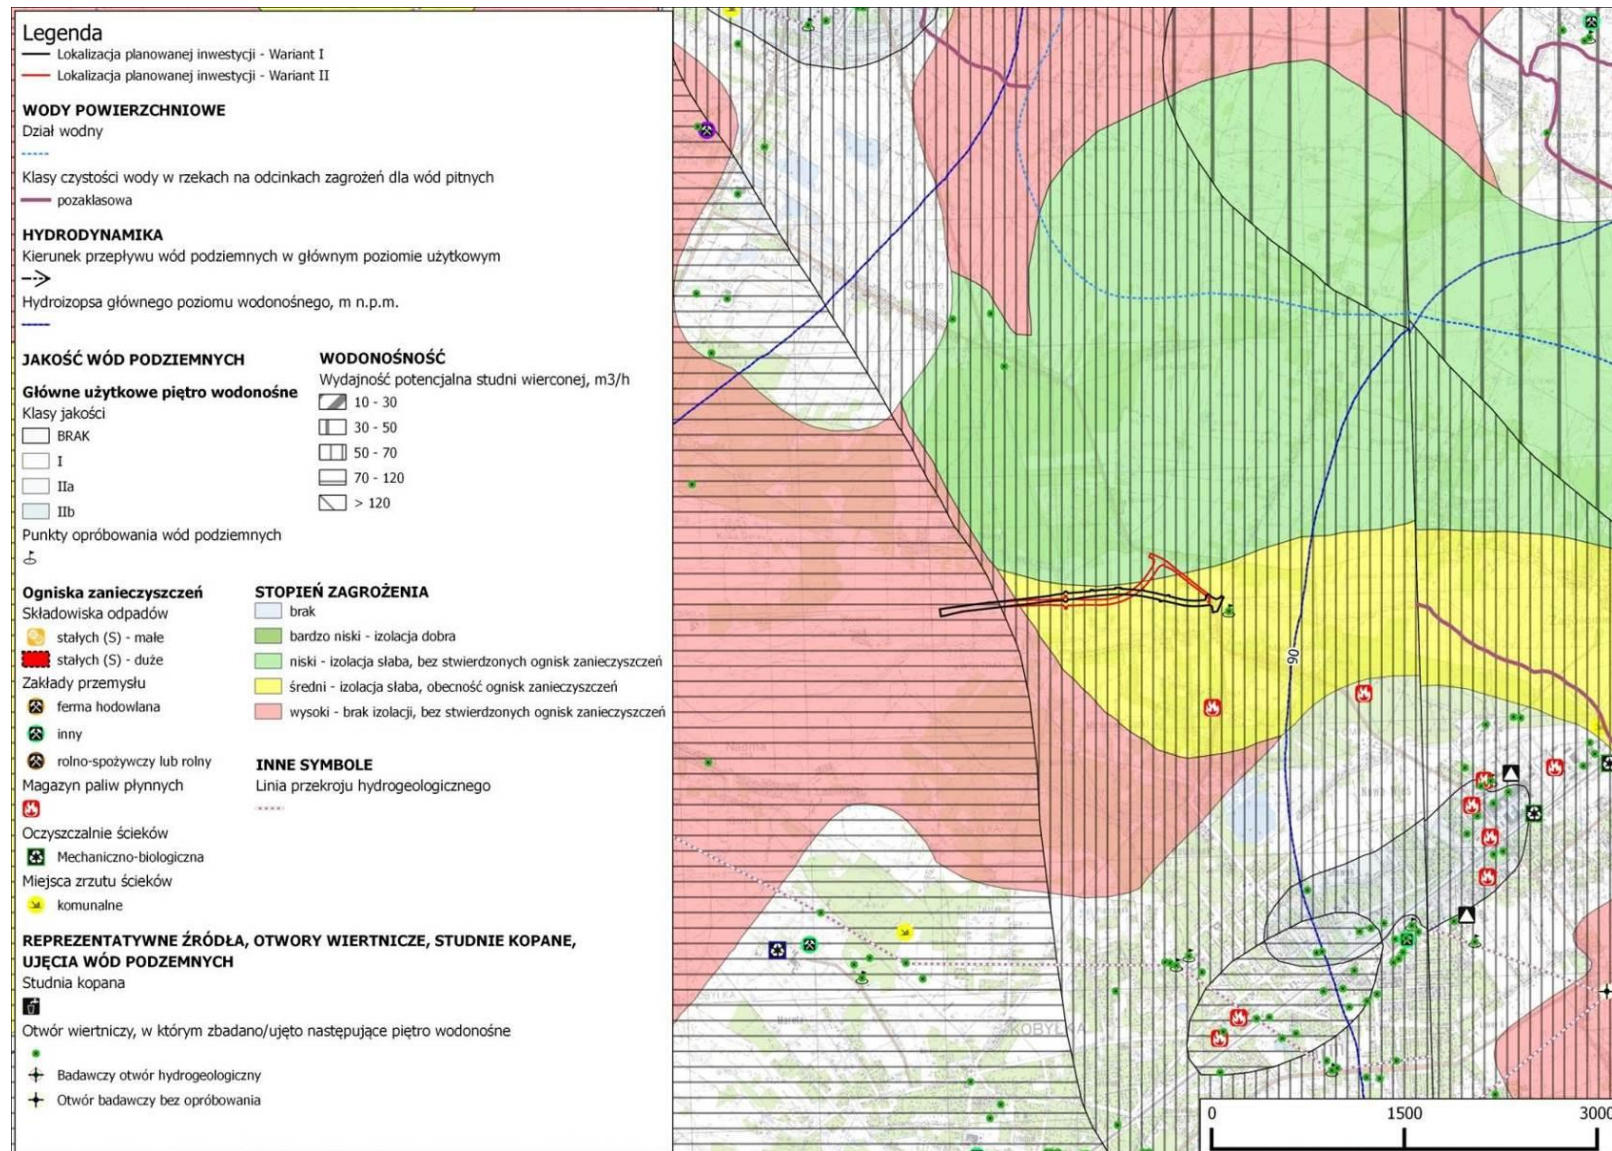 Legenda
Lokalizacja planowanej inwestycji - Wariant I
Lokalizacja planowanej inwestycji - Wariant II
WODY POWIERZCHNIOWE
Dział wodny
Klasy czystości wody w rzekach na odcinkach zagrożeń dla wód pitnych
pozaklasowa
HYDRODYNAMIKA
Kierunek przepływu wód podziemnych w głównym poziomie użytkowym
Hydroizopsa głównego poziomu wodonośnego, m n.p.m.
JAKOŚĆ WÓD PODZIEMNYCH
Główne użytkowe piętro wodonośne
Klasy jakości
BRAK
I
IIa
IIb
Punkty opróbowania wód podziemnych
WODONOŚNOŚĆ
Wydajność potencjalna studni wierconej, m3/h
10 - 30
30 - 50
50 - 70
70 - 120
> 120
Ogniska zanieczyszczeń
Składowiska odpadów
stałych (S) - małe
stałych (S) - duże
Zakłady przemysłu
ferma hodowlana
inny
rolno-spożywczy lub rolny
Magazyn paliw płynnych
Oczyszczalnie ścieków
Mechaniczno-biologiczna
Miejsca zrzutu ścieków
komunalne
STOPIEŃ ZAGROŻENIA
brak
bardzo niski - izolacja dobra
niski - izolacja słaba, bez stwierdzonych ognisk zanieczyszczeń
średni - izolacja słaba, obecność ognisk zanieczyszczeń
wysoki - brak izolacji, bez stwierdzonych ognisk zanieczyszczeń
INNE SYMBOLE
Linia przekroju hydrogeologicznego
REPREZENTATYWNE ŹRÓDŁA, OTWORY WIERTNICZE, STUDNIE KOPANE,
UJĘCIA WÓD PODZEMNYCH
Studnia kopana
Otwór wiertniczy, w którym zbadano/ujęto następujące piętro wodonośne
Badawczy otwór hydrogeologiczny
Otwór badawczy bez opróbowania
Ciemne
90
Nadma
Nowa Wieś
KOBYŁKA
0 1500 3000